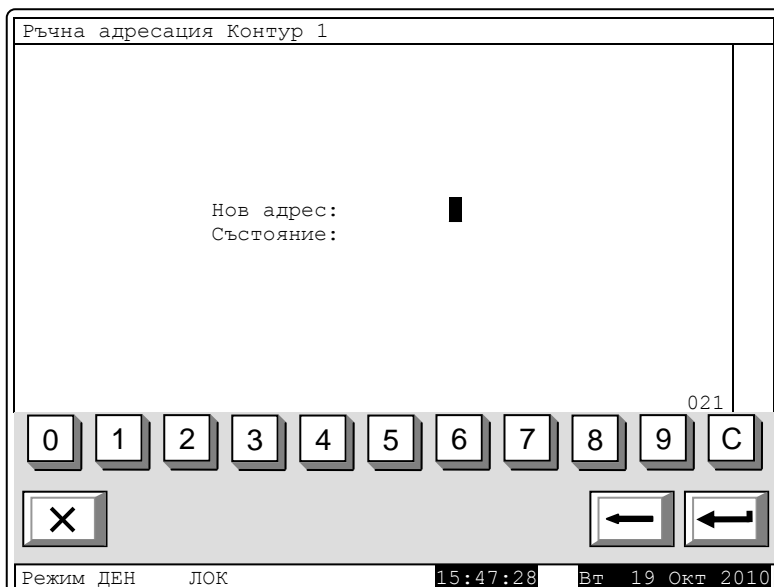 Ръчна адресация Контур 1
Нов адрес:
Състояние:
021
0 1 2 3 4 5 6 7 8 9 C
Режим ДЕН ЛОК 15:47:28 Вт 19 Окт 2010